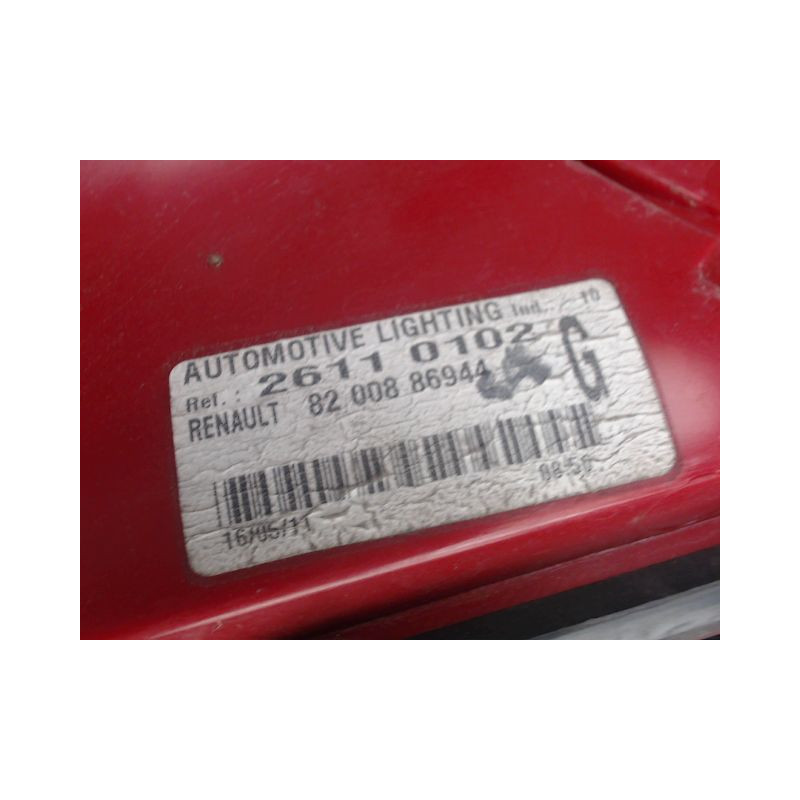 AUTOMOTIVE LIGHTING Ind.: 10
Ref. : 2611 0102
RENAULT 82 008 86944 G
16/05/11